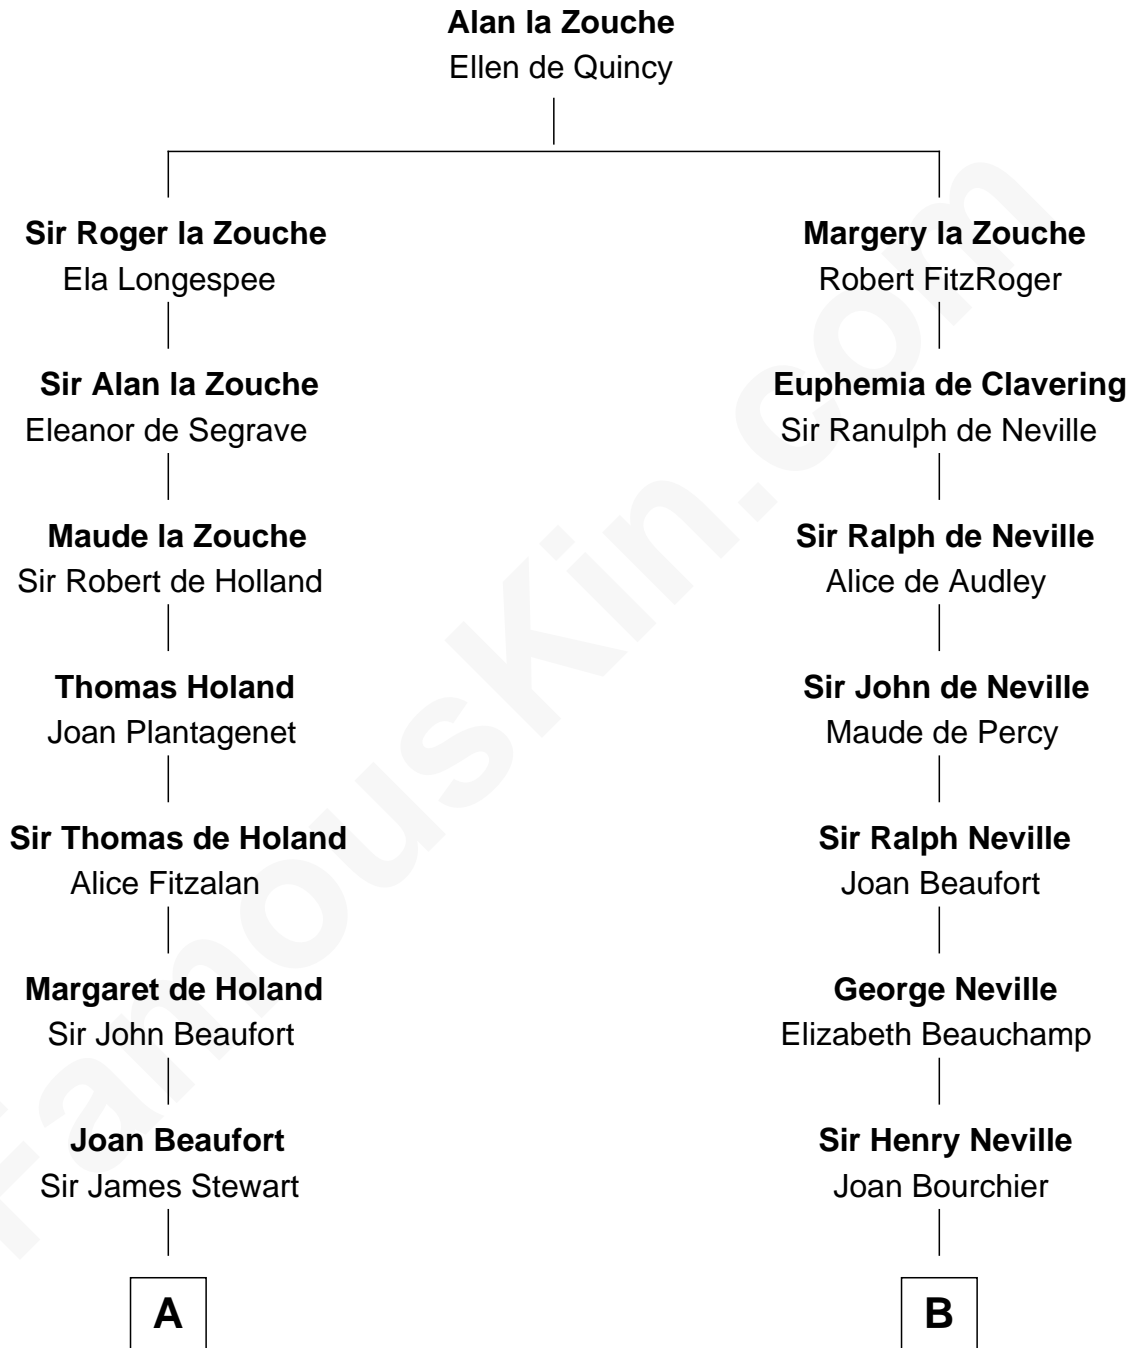 Alan la Zouche
Ellen de Quincy
Sir Roger la Zouche
Ela Longespee
Margery la Zouche
Robert FitzRoger
Sir Alan la Zouche
Eleanor de Segrave
Euphemia de Clavering
Sir Ranulph de Neville
Maude la Zouche
Sir Robert de Holland
Sir Ralph de Neville
Alice de Audley
Thomas Holand
Joan Plantagenet
Sir John de Neville
Maude de Percy
Sir Thomas de Holand
Alice Fitzalan
Sir Ralph Neville
Joan Beaufort
Margaret de Holand
Sir John Beaufort
George Neville
Elizabeth Beauchamp
Joan Beaufort
Sir James Stewart
Sir Henry Neville
Joan Bourchier
A
B
FamousKin.com